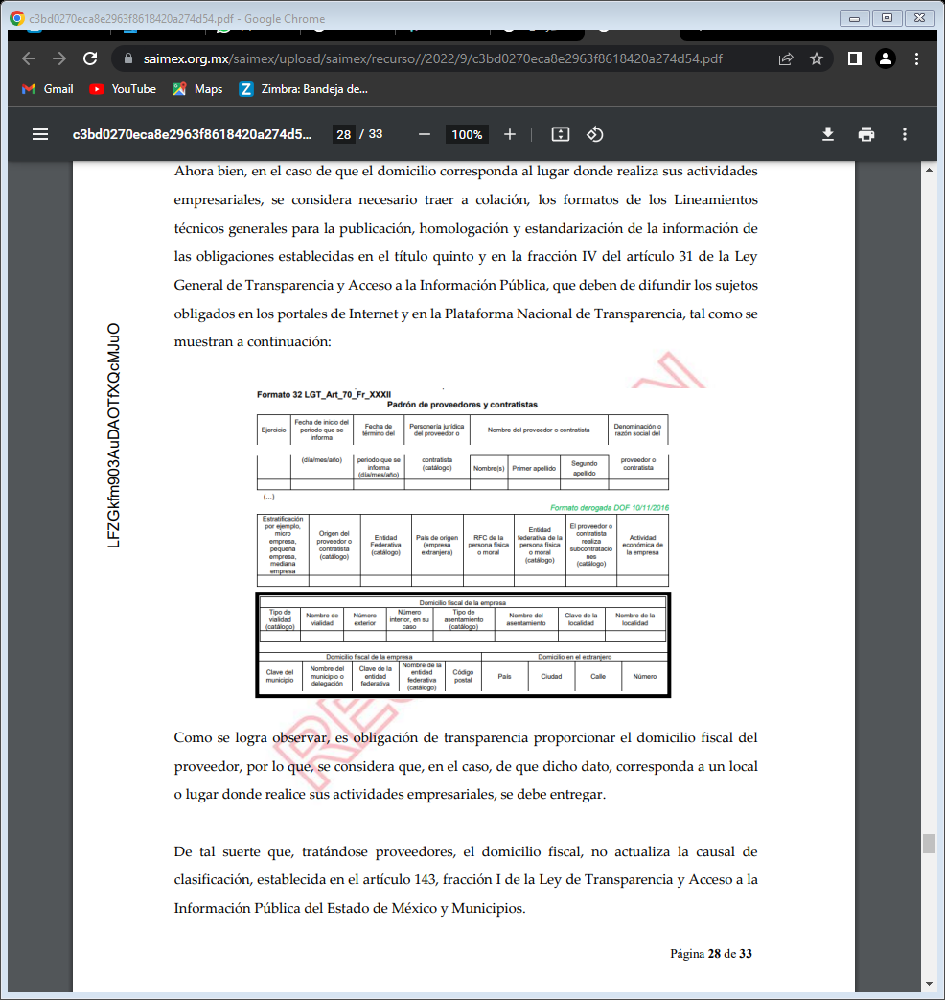 c3bd0270eca8e2963f8618420a274d54.pdf - Google Chrome
saimex.org.mx/saimex/upload/saimex/recurso//2022/9/c3bd0270eca8e2963f8618420a274d54.pdf
Gmail YouTube Maps Z Zimbra: Bandeja de...
c3bd0270eca8e2963f8618420a274d5... 28 / 33 100%
Ahora bien, en el caso de que el domicilio corresponda al lugar donde realiza sus actividades
empresariales, se considera necesario traer a colación, los formatos de los Lineamientos
técnicos generales para la publicación, homologación y estandarización de la información de
las obligaciones establecidas en el título quinto y en la fracción IV del artículo 31 de la Ley
General de Transparencia y Acceso a la Información Pública, que deben de difundir los sujetos
obligados en los portales de Internet y en la Plataforma Nacional de Transparencia, tal como se
muestran a continuación:
LFZGkfm903AuDAOTfXQcMJuO
Formato 32 LGT_Art_70_Fr_XXXII
Padrón de proveedores y contratistas
Ejercicio
Fecha de inicio del
periodo que se
informa
Fecha de
término del
Personería jurídica
del proveedor o
Nombre del proveedor o contratista
Denominación o
razón social del
(día/mes/año)
periodo que se
informa
(día/mes/año)
contratista
(catálogo)
Nombre(s)
Primer apellido
Segundo
apellido
proveedor o
contratista
(...)
Formato derogada DOF 10/11/2016
Estratificación
por ejemplo,
micro
empresa,
pequeña
empresa,
mediana
empresa
Origen del
proveedor o
contratista
(catálogo)
Entidad
Federativa
(catálogo)
País de origen
(empresa
extranjera)
RFC de la
persona física
o moral
Entidad
federativa de la
persona física
o moral
(catálogo)
El proveedor o
contratista
realiza
subcontratacio
nes
(catálogo)
Actividad
económica de
la empresa
Domicilio fiscal de la empresa
Tipo de
vialidad
(catálogo)
Nombre de
vialidad
Número
exterior
Número
interior, en su
caso
Tipo de
asentamiento
(catálogo)
Nombre del
asentamiento
Clave de la
localidad
Nombre de la
localidad
Domicilio fiscal de la empresa
Domicilio en el extranjero
Clave del
municipio
Nombre del
municipio o
delegación
Clave de la
entidad
federativa
Nombre de la
entidad
federativa
(catálogo)
Código
postal
País
Ciudad
Calle
Número
Como se logra observar, es obligación de transparencia proporcionar el domicilio fiscal del
proveedor, por lo que, se considera que, en el caso, de que dicho dato, corresponda a un local
o lugar donde realice sus actividades empresariales, se debe entregar.
De tal suerte que, tratándose proveedores, el domicilio fiscal, no actualiza la causal de
clasificación, establecida en el artículo 143, fracción I de la Ley de Transparencia y Acceso a la
Información Pública del Estado de México y Municipios.
Página 28 de 33